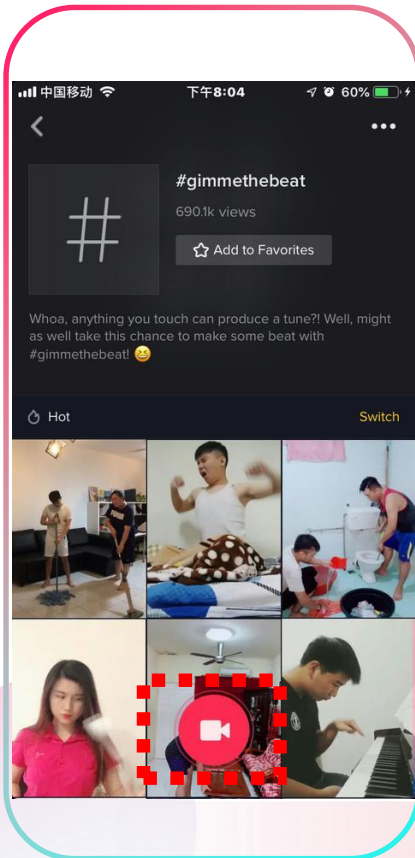 中国移动 下午8:04 60%
#gimmethebeat
690.1k views
Add to Favorites
Whoa, anything you touch can produce a tune?! Well, might
as well take this chance to make some beat with
#gimmethebeat! 😆
Hot Switch